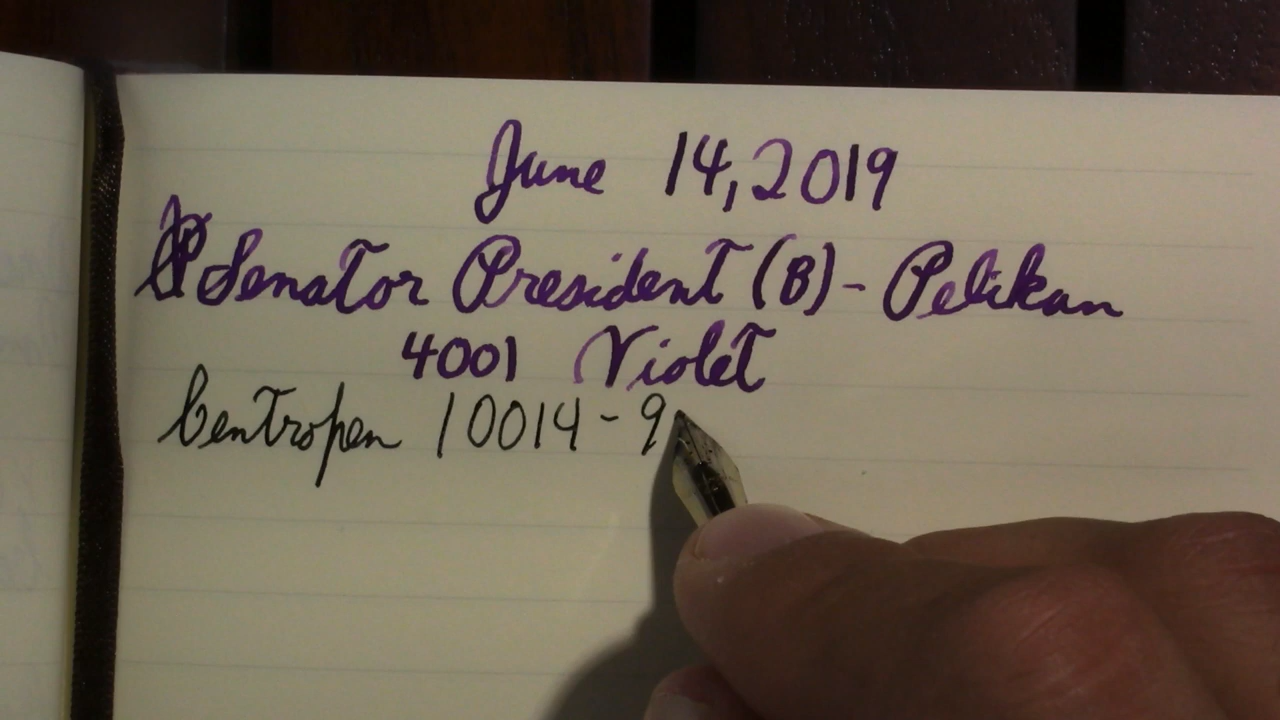 June 14, 2019
Senator President (B) - Pelikan
4001 Violet
Centropen 10014 - 9